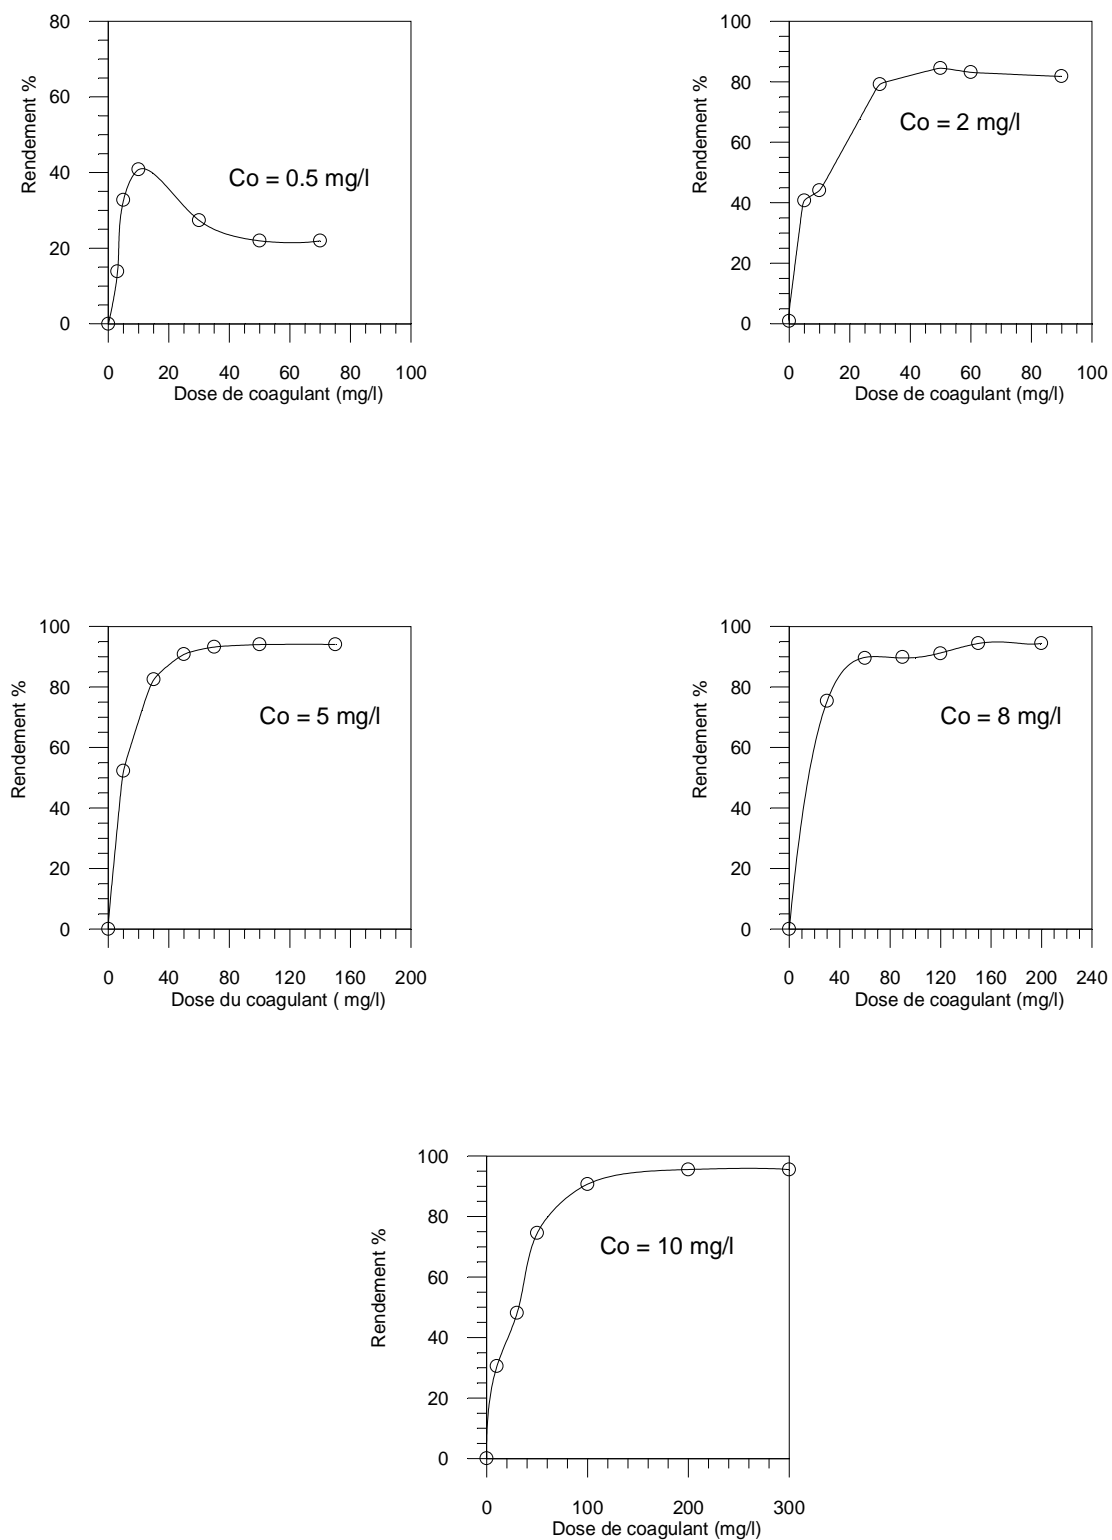 80
60
Rendement %
40
Co = 0.5 mg/l
20
0
0 20 40 60 80 100
Dose de coagulant (mg/l)
100
80
Rendement %
Co = 2 mg/l
60
40
20
0
0 20 40 60 80 100
Dose de coagulant (mg/l)
100
80
Rendement %
Co = 5 mg/l
60
40
20
0
0 40 80 120 160 200
Dose du coagulant ( mg/l)
100
80
Rendement %
Co = 8 mg/l
60
40
20
0
0 40 80 120 160 200 240
Dose de coagulant (mg/l)
100
80
Rendement %
Co = 10 mg/l
60
40
20
0
0 100 200 300
Dose de coagulant (mg/l)